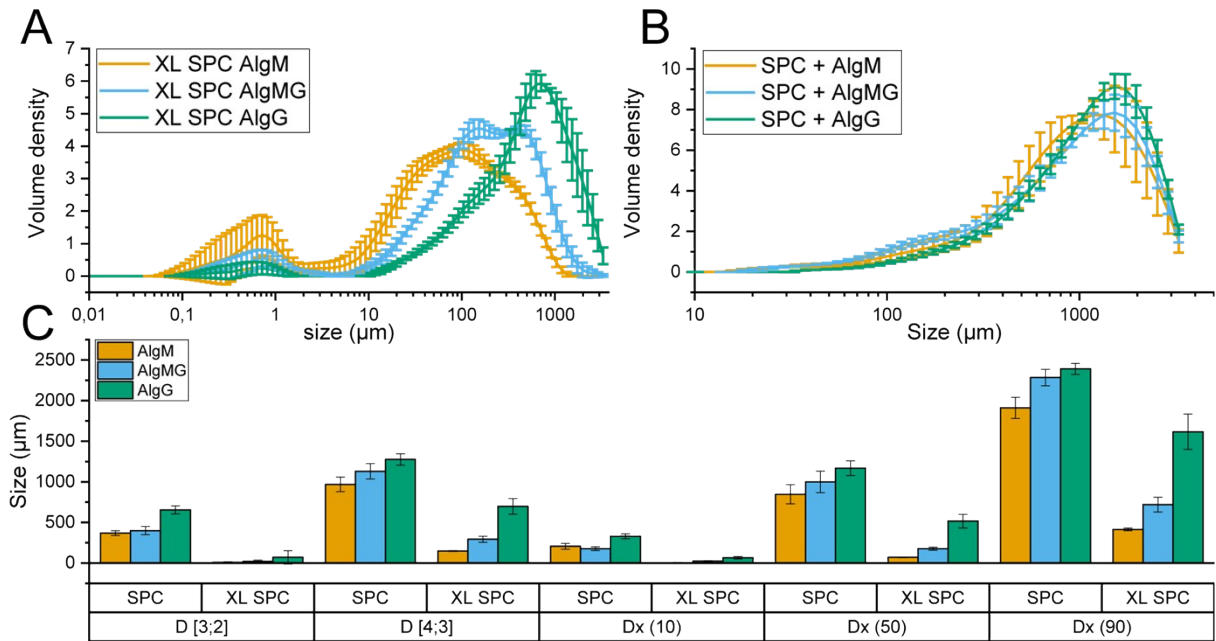 A
7
6
5
4
3
2
1
0
Volume density
XL SPC AlgM
XL SPC AlgMG
XL SPC AlgG
0,01 0,1 1 10 100 1000
size (µm)
B
10
8
6
4
2
0
Volume density
SPC + AlgM
SPC + AlgMG
SPC + AlgG
10 100 1000
Size (µm)
C
AlgM
AlgMG
AlgG
2500
2000
1500
1000
500
0
Size (µm)
SPC XL SPC SPC XL SPC SPC XL SPC SPC XL SPC SPC XL SPC
D [3;2] D [4;3] Dx (10) Dx (50) Dx (90)